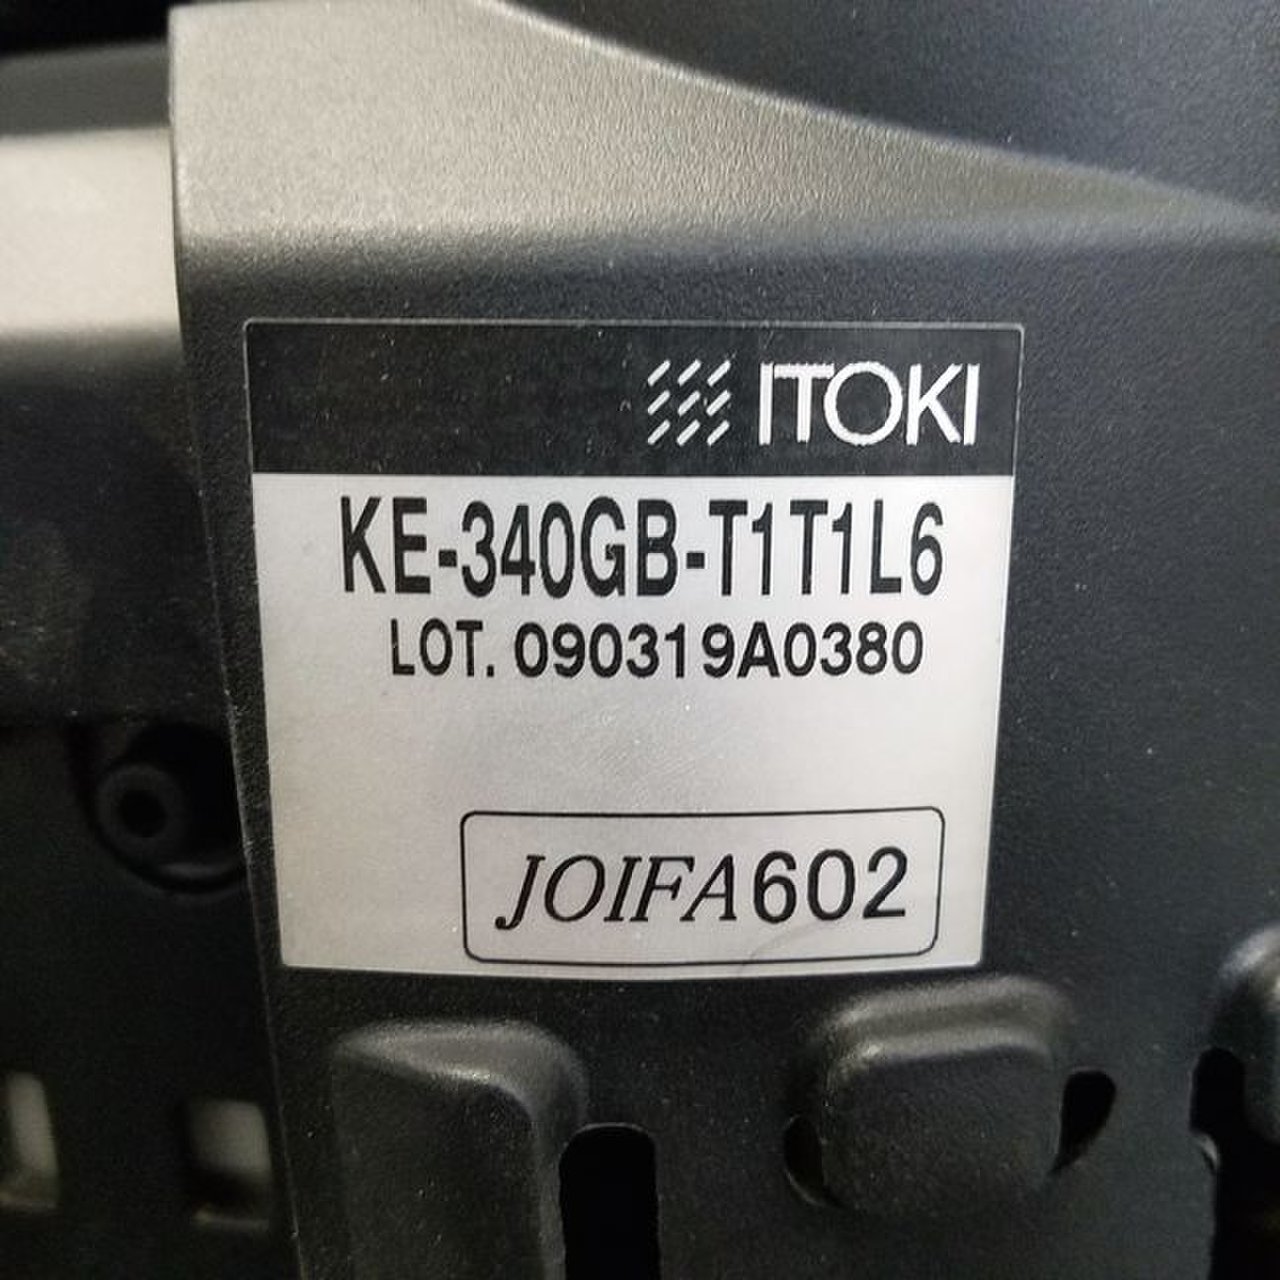 ITOKI
KE-340GB-T1T1L6
LOT. 090319A0380
JOIFA602